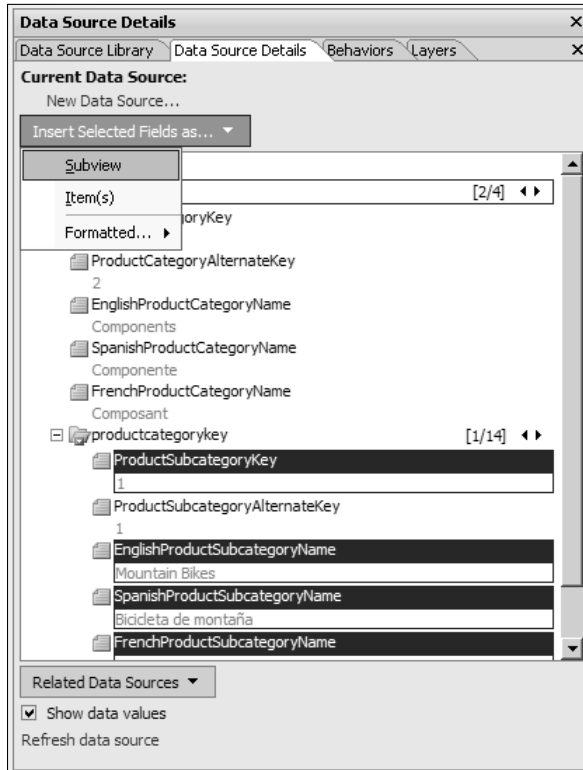 Data Source Details
Data Source Library Data Source Details Behaviors Layers
Current Data Source:
New Data Source...
Insert Selected Fields as...
Subview
Item(s)
Formatted...
[2/4]
oryKey
ProductCategoryAlternateKey
2
EnglishProductCategoryName
Components
SpanishProductCategoryName
Componente
FrenchProductCategoryName
Composant
productcategorykey [1/14]
ProductSubcategoryKey
1
ProductSubcategoryAlternateKey
1
EnglishProductSubcategoryName
Mountain Bikes
SpanishProductSubcategoryName
Bicicleta de montaña
FrenchProductSubcategoryName
Related Data Sources
Show data values
Refresh data source